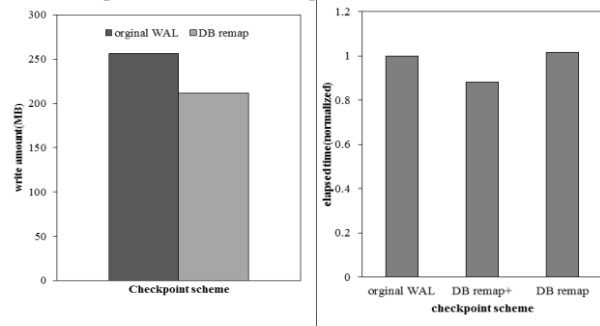 300
250
200
150
100
50
0
orginal WAL
DB remap
write amount(MB)
Checkpoint scheme
1.2
1
0.8
0.6
0.4
0.2
0
elapsed time(normalized)
orginal WAL
DB remap+
DB remap
checkpoint scheme